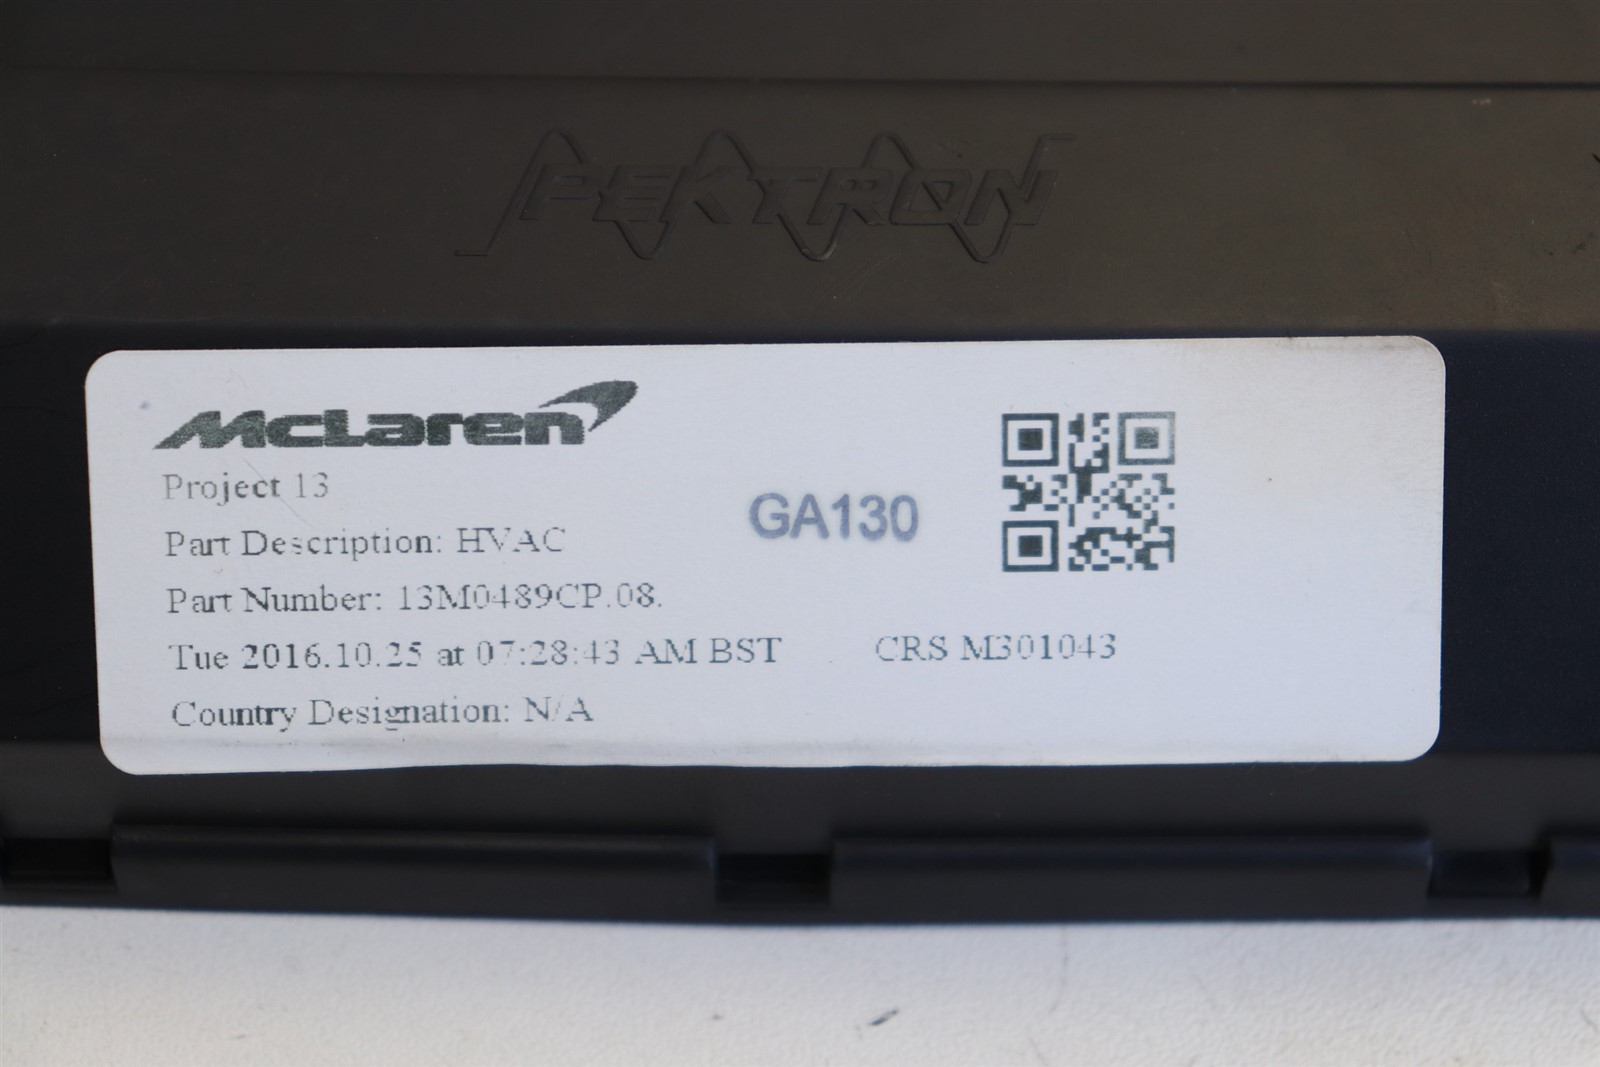 PEKTRON
McLaren
Project 13
GA130
Part Description: HVAC
Part Number: 13M0489CP.08.
Tue 2016.10.25 at 07:28:43 AM BST CRS M301043
Country Designation: N/A